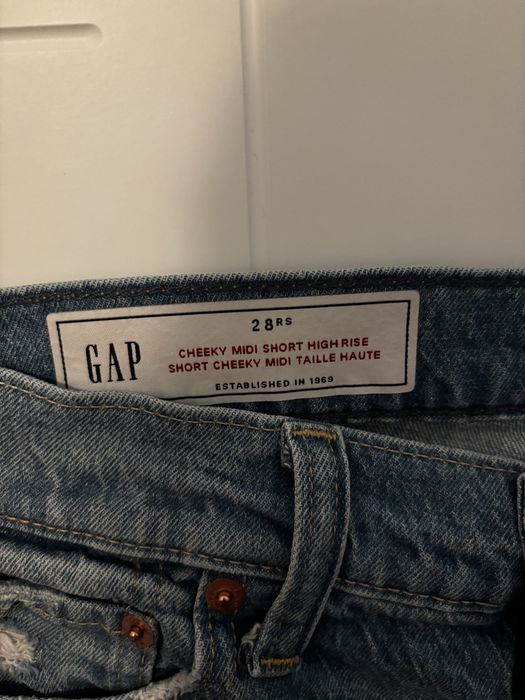 28RS
GAP
CHEEKY MIDI SHORT HIGH RISE
SHORT CHEEKY MIDI TAILLE HAUTE
ESTABLISHED IN 1969